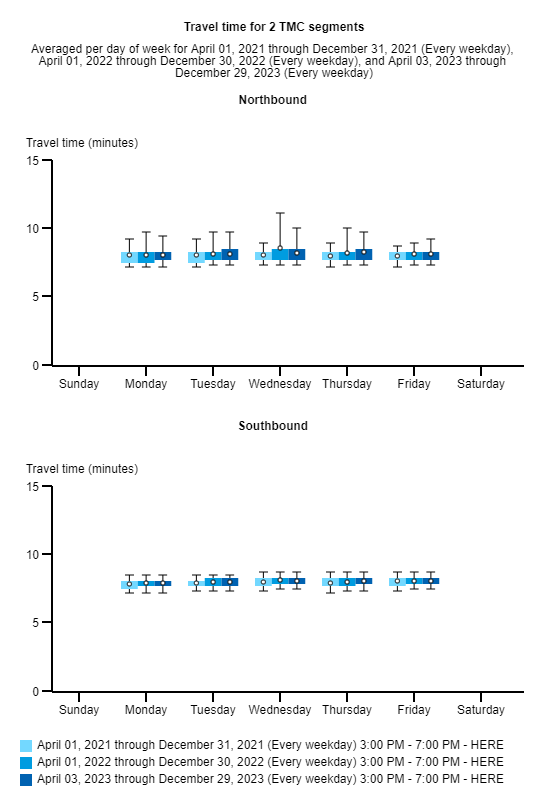 Travel time for 2 TMC segments
Averaged per day of week for April 01, 2021 through December 31, 2021 (Every weekday),
April 01, 2022 through December 30, 2022 (Every weekday), and April 03, 2023 through
December 29, 2023 (Every weekday)
Northbound
Travel time (minutes)
15
10
5
0
Sunday Monday Tuesday Wednesday Thursday Friday Saturday
Southbound
Travel time (minutes)
15
10
5
0
Sunday Monday Tuesday Wednesday Thursday Friday Saturday
April 01, 2021 through December 31, 2021 (Every weekday) 3:00 PM - 7:00 PM - HERE
April 01, 2022 through December 30, 2022 (Every weekday) 3:00 PM - 7:00 PM - HERE
April 03, 2023 through December 29, 2023 (Every weekday) 3:00 PM - 7:00 PM - HERE